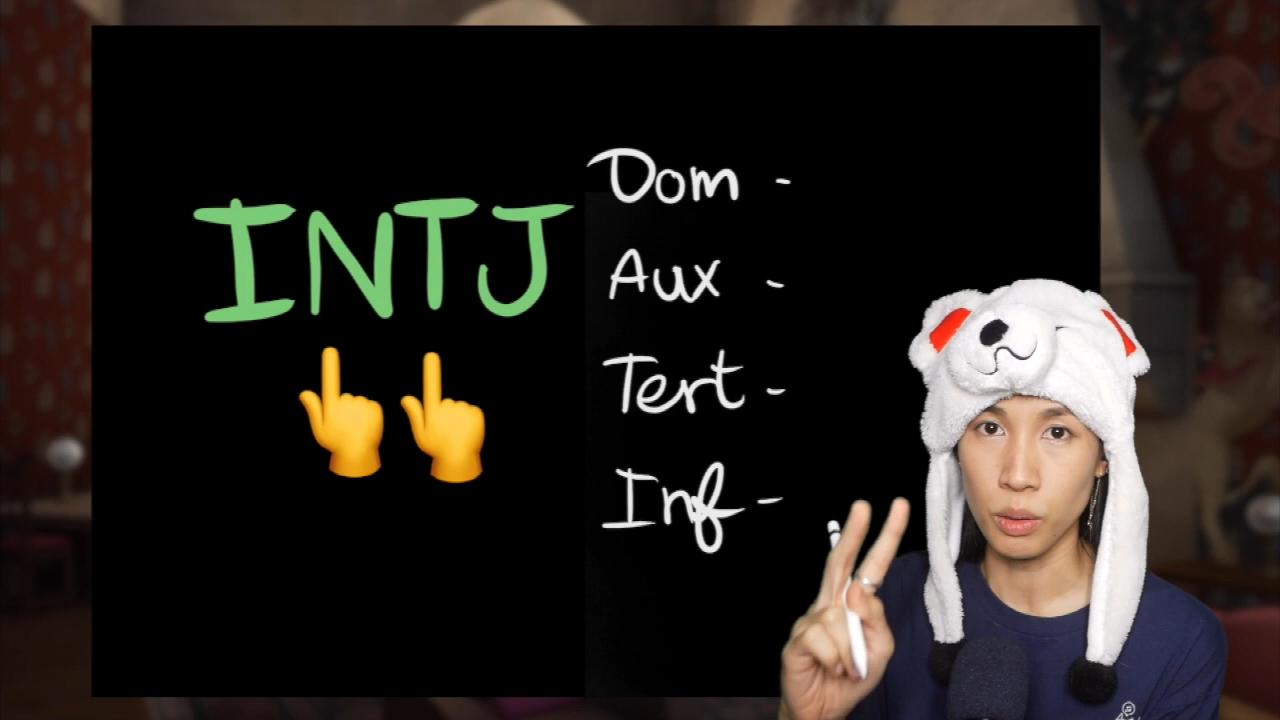 INTJ
Dom -
Aux -
Tert -
Inf -